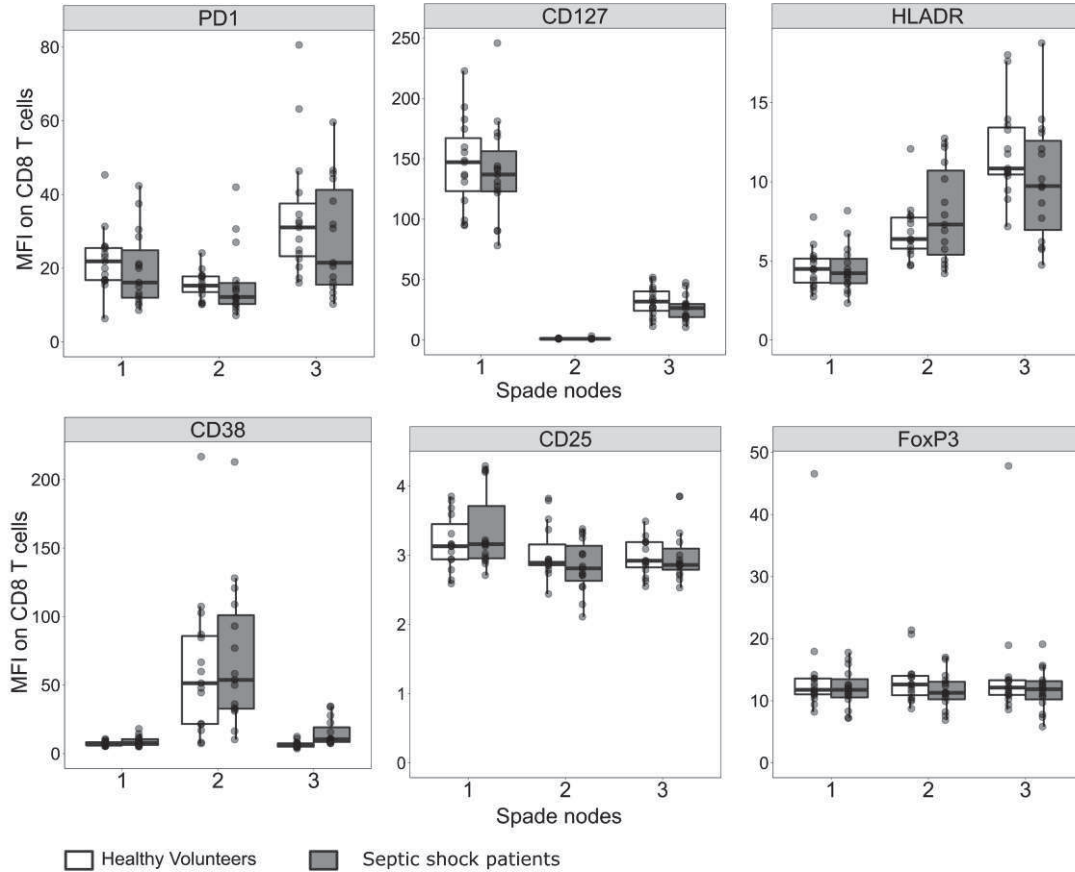 PD1
CD127
HLADR
MFI on CD8 T cells
80
60
40
20
0
1 2 3
250
200
150
100
50
0
1 2 3
Spade nodes
15
10
5
0
1 2 3
CD38
CD25
FoxP3
MFI on CD8 T cells
200
150
100
50
0
1 2 3
4
3
2
1
0
1 2 3
Spade nodes
50
40
30
20
10
0
1 2 3
Healthy Volunteers Septic shock patients